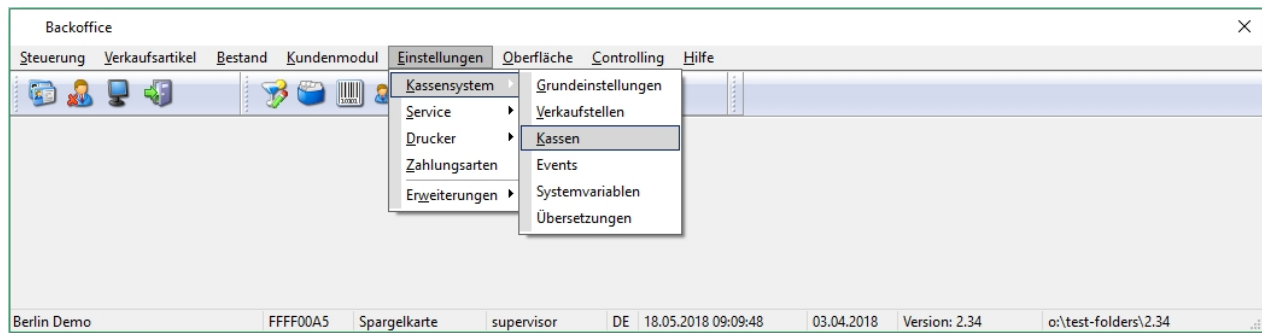 Backoffice
Steuerung Verkaufsartikel Bestand Kundenmodul Einstellungen Oberfläche Controlling Hilfe
Kassensystem
Service
Drucker
Zahlungsarten
Erweiterungen
Grundeinstellungen
Verkaufstellen
Kassen
Events
Systemvariablen
Übersetzungen
Berlin Demo FFFF00A5 Spargelkarte supervisor DE 18.05.2018 09:09:48 03.04.2018 Version: 2.34 o:\test-folders\2.34